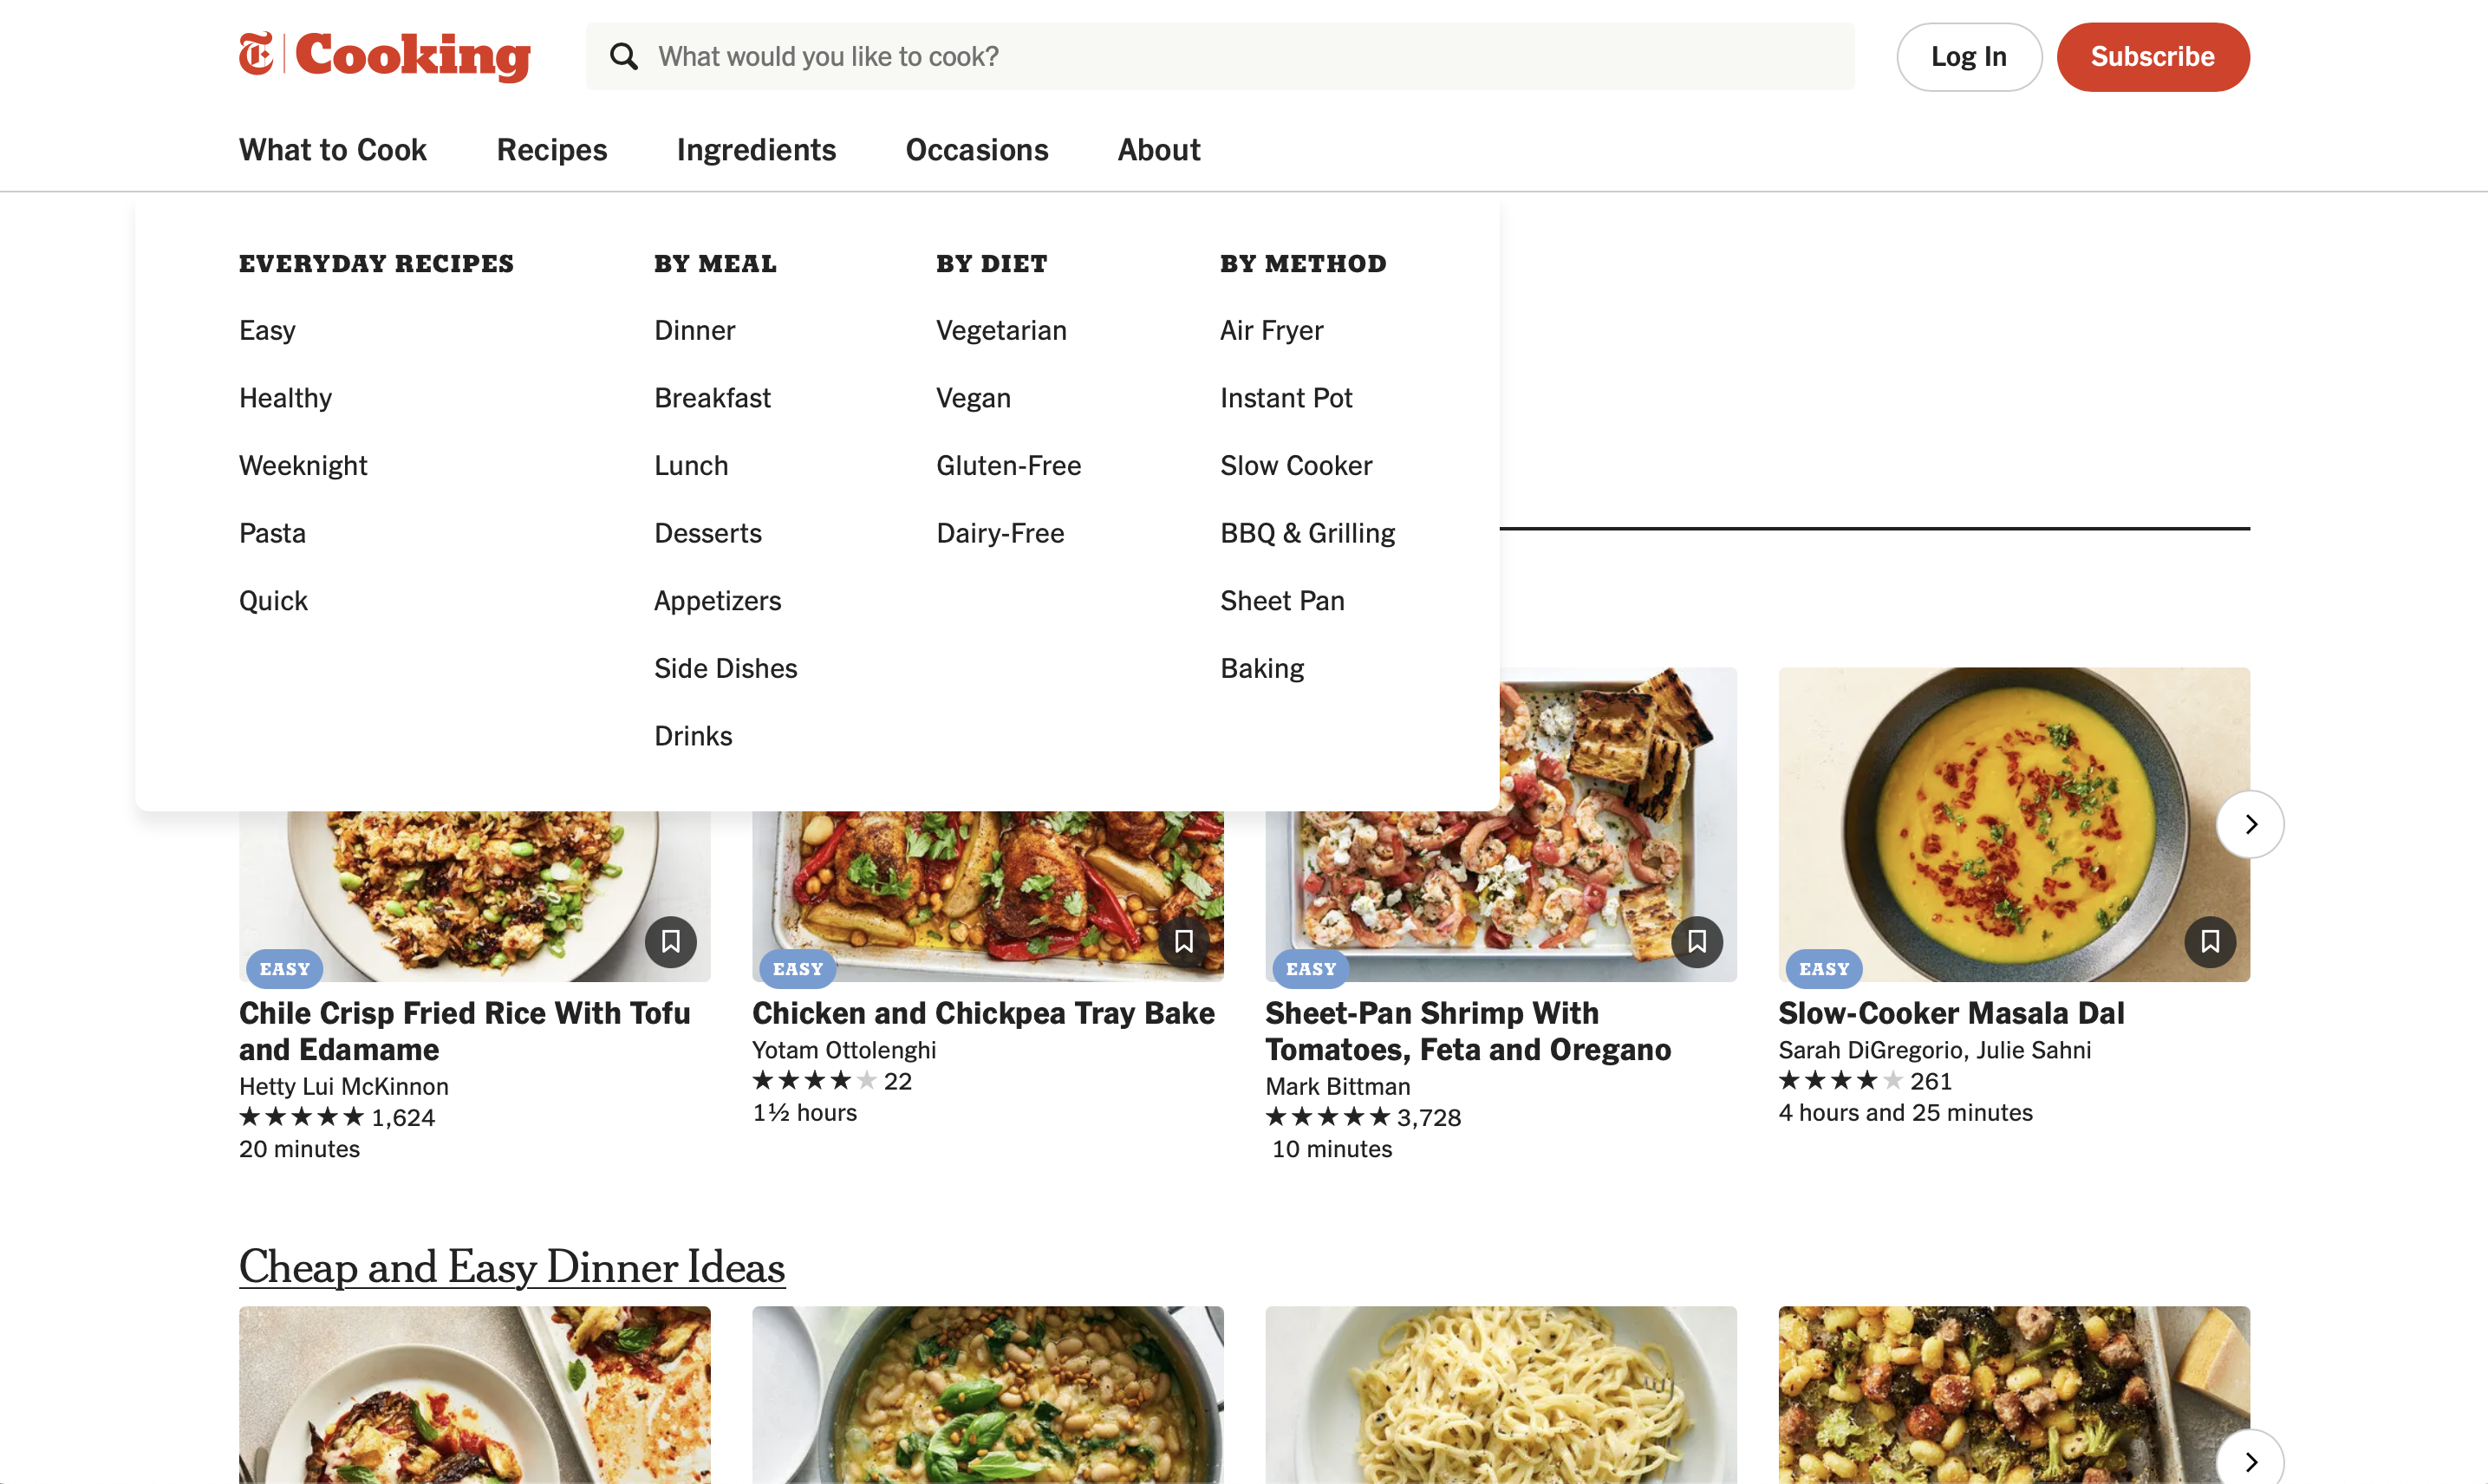 T Cooking
What would you like to cook?
Log In
Subscribe
What to Cook
Recipes
Ingredients
Occasions
About
EVERYDAY RECIPES
Easy
Healthy
Weeknight
Pasta
Quick
BY MEAL
Dinner
Breakfast
Lunch
Desserts
Appetizers
Side Dishes
Drinks
BY DIET
Vegetarian
Vegan
Gluten-Free
Dairy-Free
BY METHOD
Air Fryer
Instant Pot
Slow Cooker
BBQ & Grilling
Sheet Pan
Baking
EASY
Chile Crisp Fried Rice With Tofu
and Edamame
Hetty Lui McKinnon
1,624
20 minutes
EASY
Chicken and Chickpea Tray Bake
Yotam Ottolenghi
22
1½ hours
EASY
Sheet-Pan Shrimp With
Tomatoes, Feta and Oregano
Mark Bittman
3,728
10 minutes
EASY
Slow-Cooker Masala Dal
Sarah DiGregorio, Julie Sahni
261
4 hours and 25 minutes
Cheap and Easy Dinner Ideas